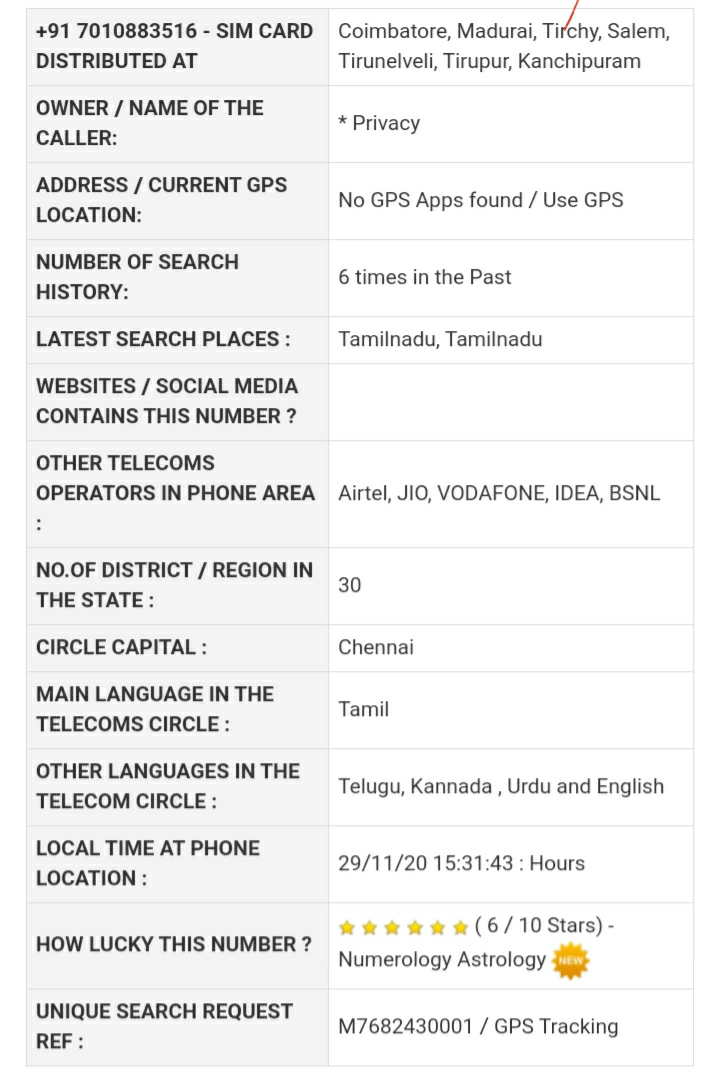 +91 7010883516 - SIM CARD
DISTRIBUTED AT
Coimbatore, Madurai, Tirchy, Salem,
Tirunelveli, Tirupur, Kanchipuram
OWNER / NAME OF THE
CALLER:
* Privacy
ADDRESS / CURRENT GPS
LOCATION:
No GPS Apps found / Use GPS
NUMBER OF SEARCH
HISTORY:
6 times in the Past
LATEST SEARCH PLACES :
Tamilnadu, Tamilnadu
WEBSITES / SOCIAL MEDIA
CONTAINS THIS NUMBER ?
OTHER TELECOMS
OPERATORS IN PHONE AREA
:
Airtel, JIO, VODAFONE, IDEA, BSNL
NO.OF DISTRICT / REGION IN
THE STATE :
30
CIRCLE CAPITAL :
Chennai
MAIN LANGUAGE IN THE
TELECOMS CIRCLE :
Tamil
OTHER LANGUAGES IN THE
TELECOM CIRCLE :
Telugu, Kannada , Urdu and English
LOCAL TIME AT PHONE
LOCATION :
29/11/20 15:31:43 : Hours
HOW LUCKY THIS NUMBER ?
( 6 / 10 Stars) -
Numerology Astrology NEW
UNIQUE SEARCH REQUEST
REF :
M7682430001 / GPS Tracking